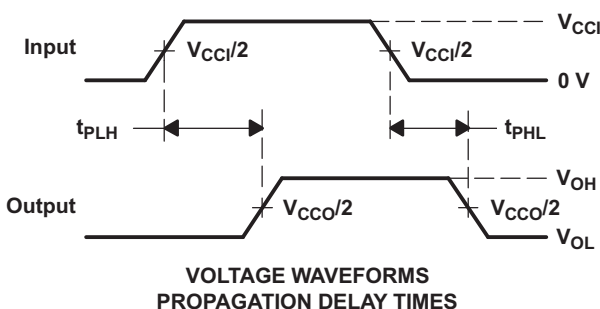 V_CCI
Input V_CCI/2 V_CCI/2
0 V
t_PLH t_PHL
V_OH
Output V_CCO/2 V_CCO/2
V_OL
VOLTAGE WAVEFORMS
PROPAGATION DELAY TIMES